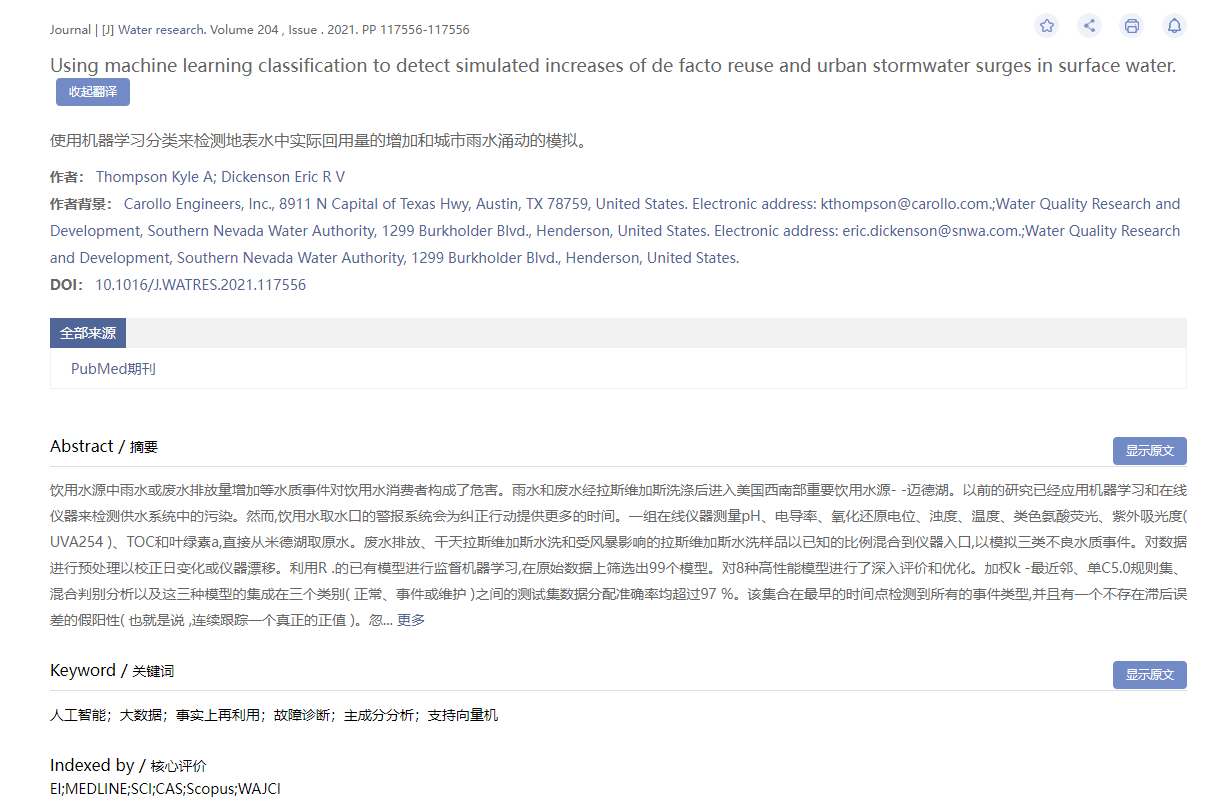 Journal | [J] Water research. Volume 204 , Issue . 2021. PP 117556-117556
Using machine learning classification to detect simulated increases of de facto reuse and urban stormwater surges in surface water.
收起翻译
使用机器学习分类来检测地表水中实际回用量的增加和城市雨水涌动的模拟。
作者： Thompson Kyle A; Dickenson Eric R V
作者背景： Carollo Engineers, Inc., 8911 N Capital of Texas Hwy, Austin, TX 78759, United States. Electronic address: kthompson@carollo.com.;Water Quality Research and
Development, Southern Nevada Water Authority, 1299 Burkholder Blvd., Henderson, United States. Electronic address: eric.dickenson@snwa.com.;Water Quality Research
and Development, Southern Nevada Water Authority, 1299 Burkholder Blvd., Henderson, United States.
DOI： 10.1016/J.WATRES.2021.117556
全部来源
PubMed期刊
Abstract / 摘要
显示原文
饮用水源中雨水或废水排放量增加等水质事件对饮用水消费者构成了危害。雨水和废水经拉斯维加斯洗涤后进入美国西南部重要饮用水源- -迈德湖。以前的研究已经应用机器学习和在线
仪器来检测供水系统中的污染。然而,饮用水取水口的警报系统会为纠正行动提供更多的时间。一组在线仪器测量pH、电导率、氧化还原电位、浊度、温度、类色氨酸荧光、紫外吸光度(
UVA254 )、TOC和叶绿素a,直接从米德湖取原水。废水排放、干天拉斯维加斯水洗和受风暴影响的拉斯维加斯水洗样品以已知的比例混合到仪器入口,以模拟三类不良水质事件。对数据
进行预处理以校正日变化或仪器漂移。利用R .的已有模型进行监督机器学习,在原始数据上筛选出99个模型。对8种高性能模型进行了深入评价和优化。加权k -最近邻、单C5.0规则集、
混合判别分析以及这三种模型的集成在三个类别( 正常、事件或维护 )之间的测试集数据分配准确率均超过97 %。该集合在最早的时间点检测到所有的事件类型,并且有一个不存在滞后误
差的假阳性( 也就是说 ,连续跟踪一个真正的正值 )。忽... 更多
Keyword / 关键词
显示原文
人工智能；大数据；事实上再利用；故障诊断；主成分分析；支持向量机
Indexed by / 核心评价
EI;MEDLINE;SCI;CAS;Scopus;WAJCI